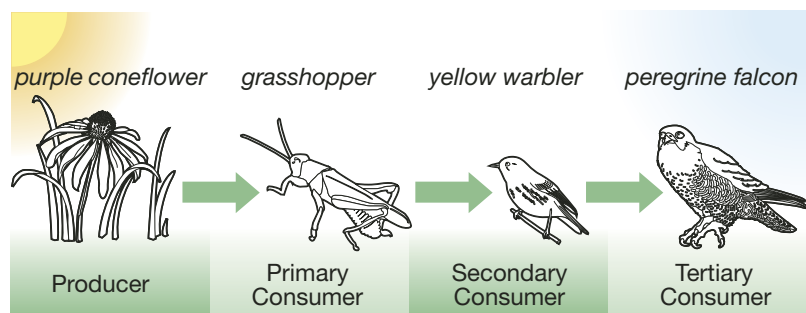 purple coneflower
grasshopper
yellow warbler
peregrine falcon
Producer
Primary
Consumer
Secondary
Consumer
Tertiary
Consumer